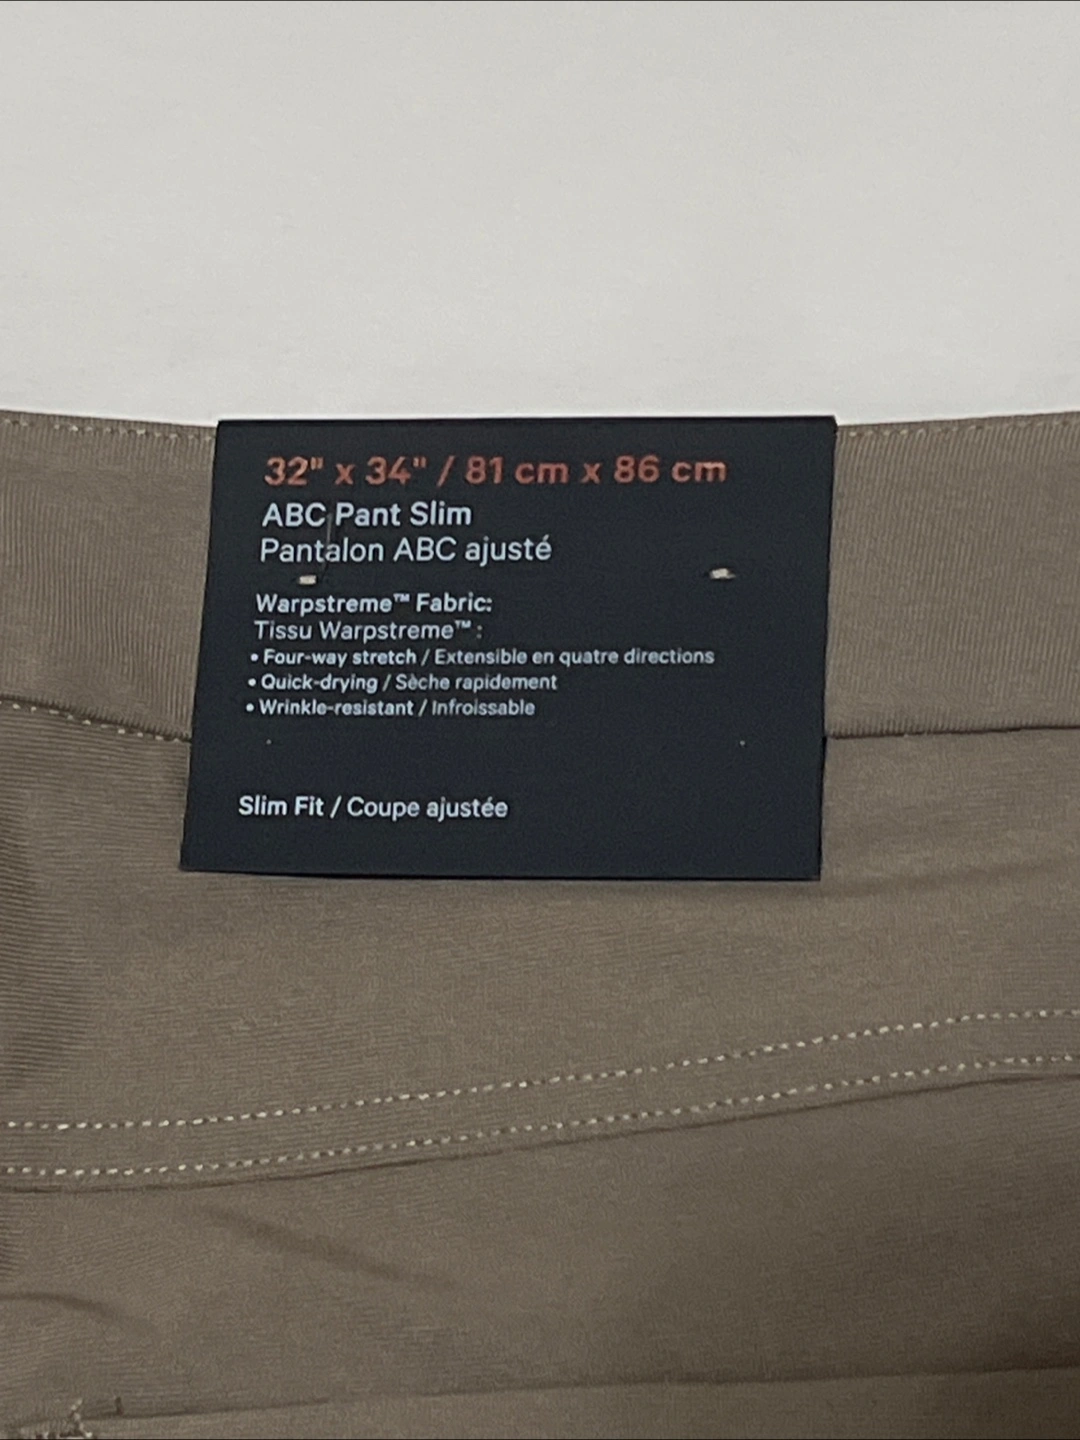 32" x 34" / 81 cm x 86 cm
ABC Pant Slim
Pantalon ABC ajusté
Warpstreme™ Fabric:
Tissu Warpstreme™ :
• Four-way stretch / Extensible en quatre directions
• Quick-drying / Sèche rapidement
• Wrinkle-resistant / Infroissable
Slim Fit / Coupe ajustée